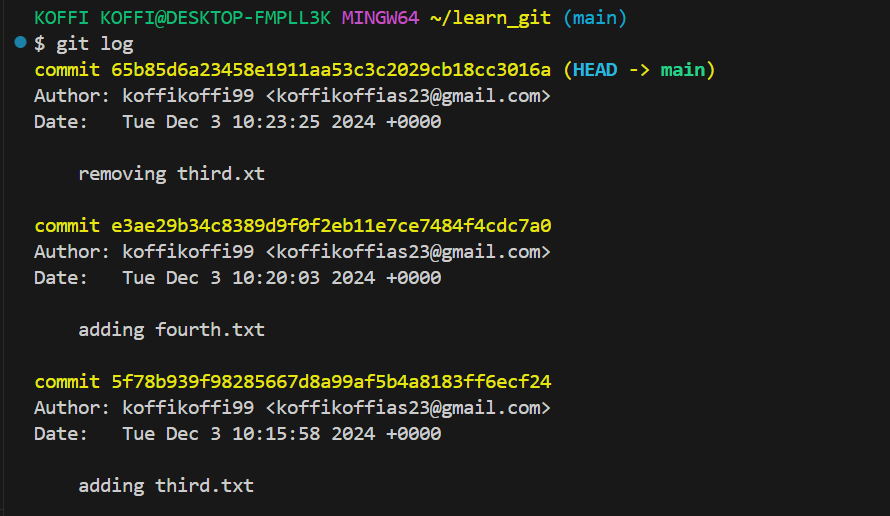 KOFFI KOFFI@DESKTOP-FMPLL3K MINGW64 ~/learn_git (main)
$ git log
commit 65b85d6a23458e1911aa53c3c2029cb18cc3016a (HEAD -> main)
Author: koffikoffi99 <koffikoffias23@gmail.com>
Date:   Tue Dec 3 10:23:25 2024 +0000
    removing third.xt
commit e3ae29b34c8389d9f0f2eb11e7ce7484f4cdc7a0
Author: koffikoffi99 <koffikoffias23@gmail.com>
Date:   Tue Dec 3 10:20:03 2024 +0000
    adding fourth.txt
commit 5f78b939f98285667d8a99af5b4a8183ff6ecf24
Author: koffikoffi99 <koffikoffias23@gmail.com>
Date:   Tue Dec 3 10:15:58 2024 +0000
    adding third.txt